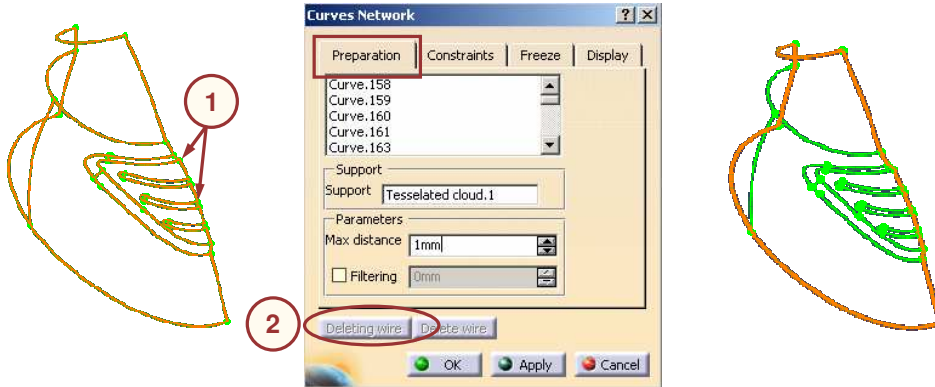 Curves Network
Preparation Constraints Freeze Display
Curve.158
Curve.159
Curve.160
Curve.161
Curve.163
Support
Support Tesselated cloud.1
Parameters
Max distance 1mm
Filtering 0mm
Deleting wire Delete wire
OK Apply Cancel
1
2